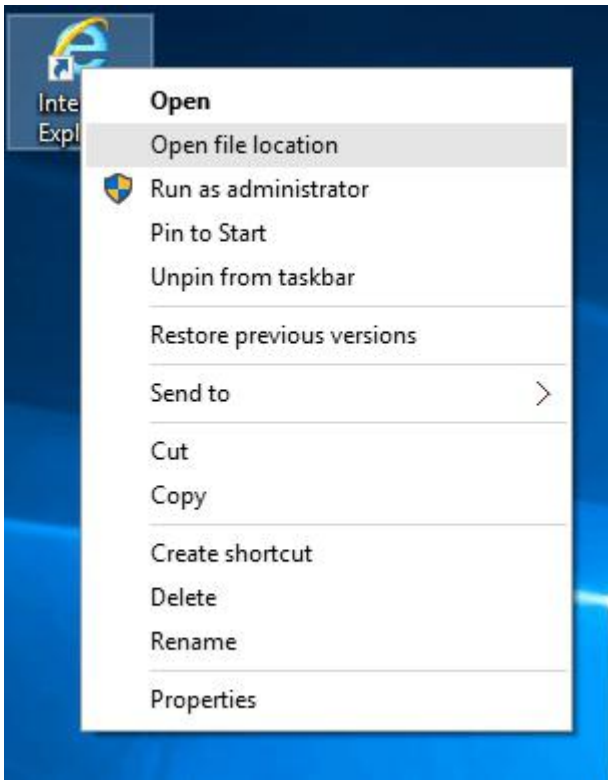 Inte
Expl
Open
Open file location
Run as administrator
Pin to Start
Unpin from taskbar
Restore previous versions
Send to
Cut
Copy
Create shortcut
Delete
Rename
Properties